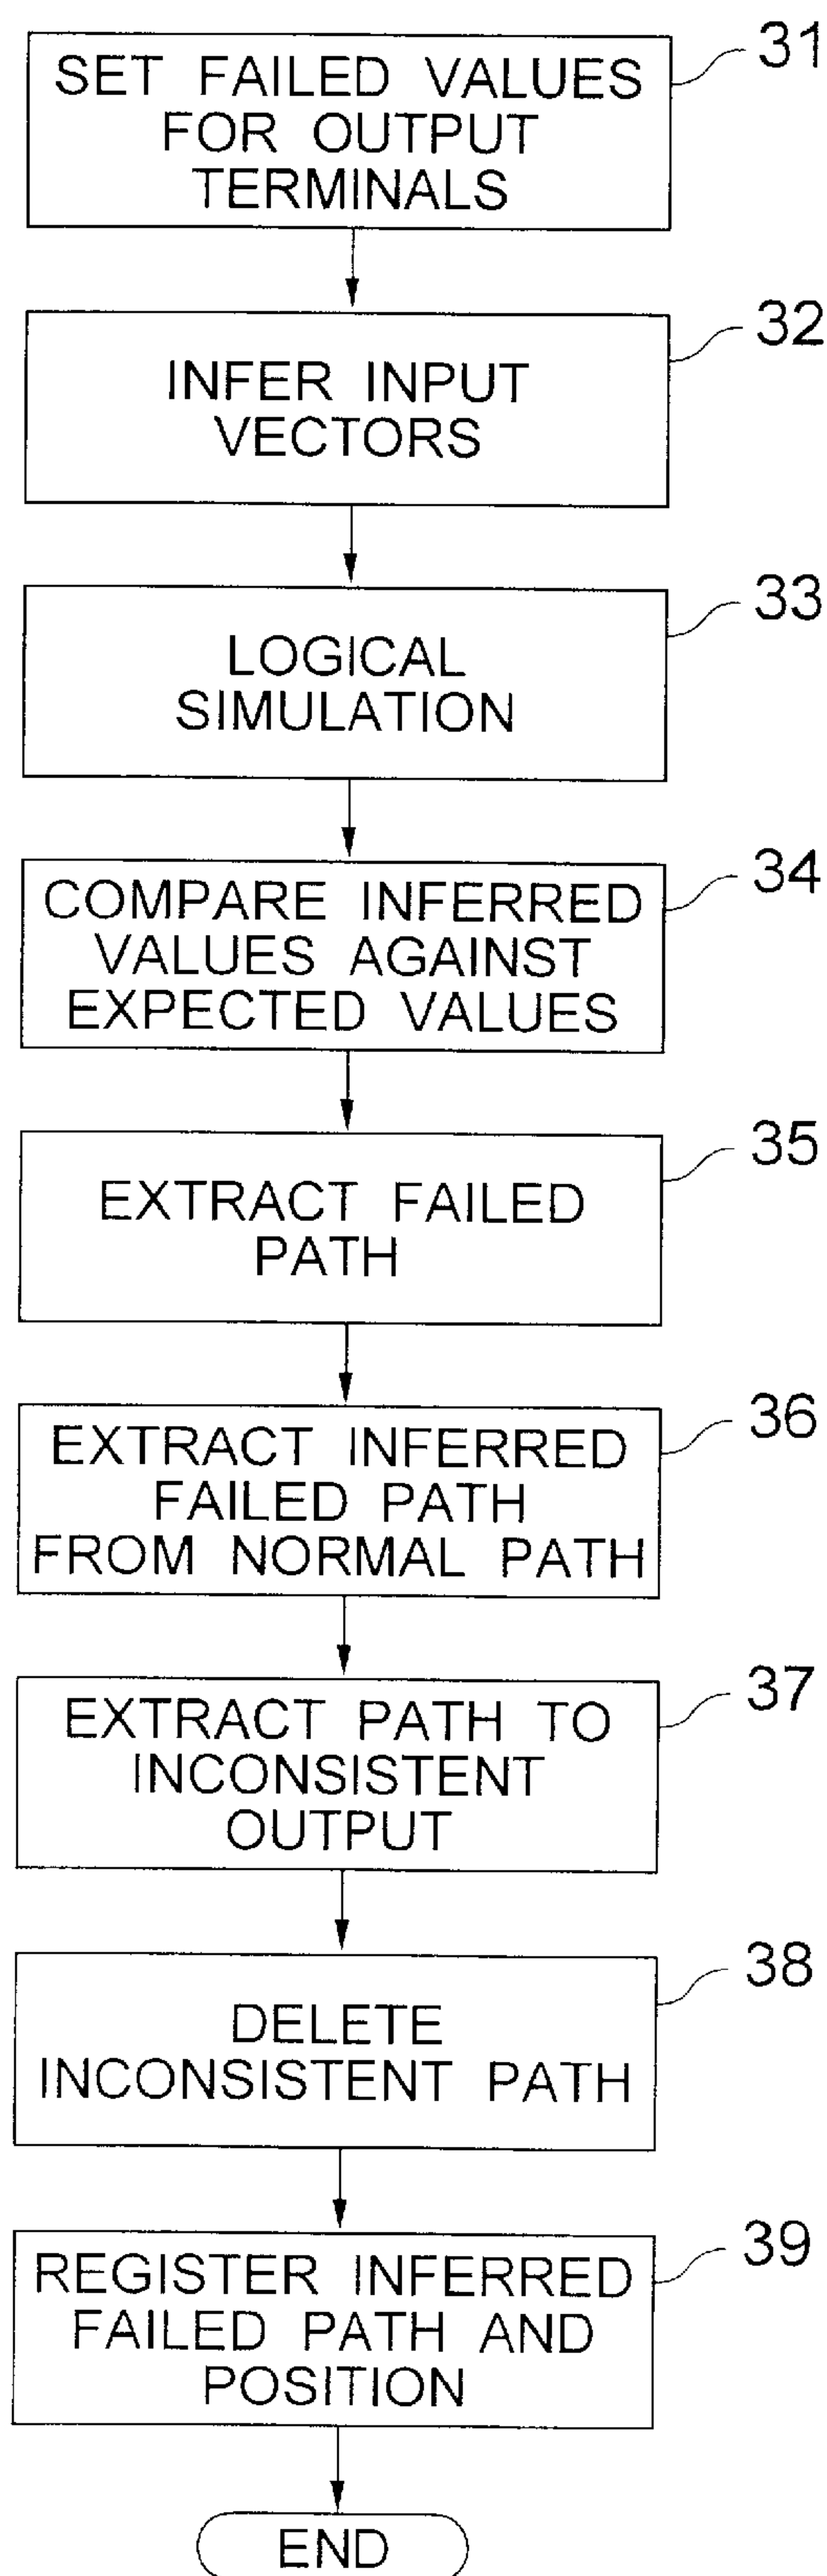 31
SET FAILED VALUES
FOR OUTPUT
TERMINALS
32
INFER INPUT
VECTORS
33
LOGICAL
SIMULATION
34
COMPARE INFERRED
VALUES AGAINST
EXPECTED VALUES
35
EXTRACT FAILED
PATH
36
EXTRACT INFERRED
FAILED PATH
FROM NORMAL PATH
37
EXTRACT PATH TO
INCONSISTENT
OUTPUT
38
DELETE
INCONSISTENT PATH
39
REGISTER INFERRED
FAILED PATH AND
POSITION
END